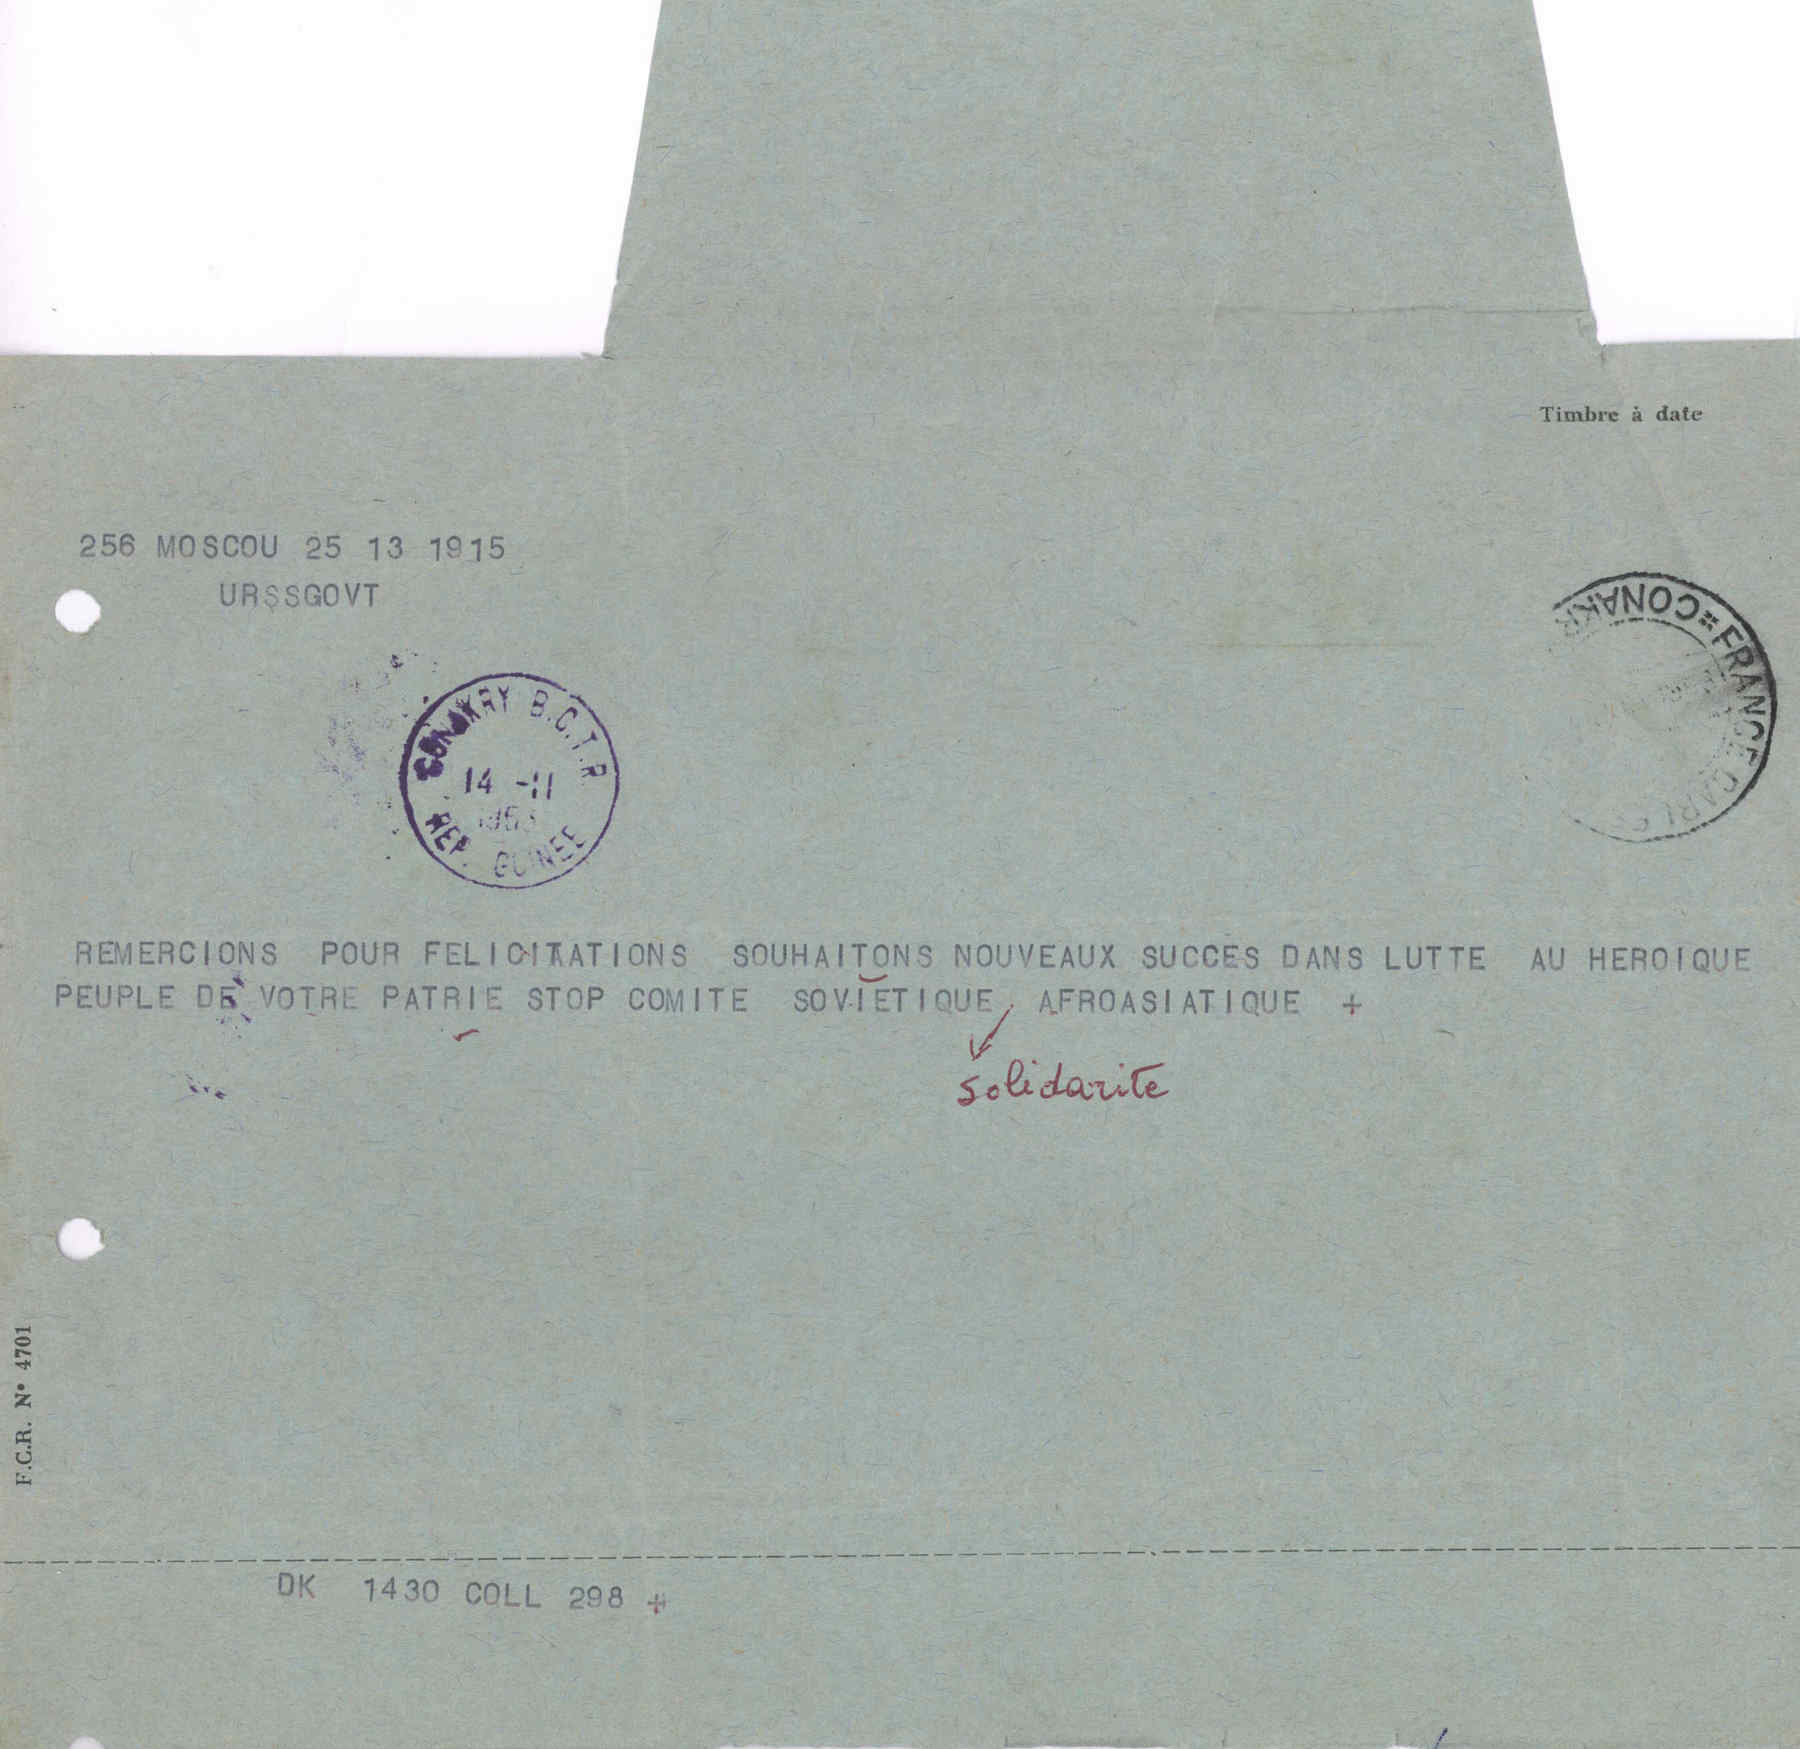 Timbre à date
256 MOSCOU 25 13 1915
URSSGOVT
CONAKRY B.C.T.R
14 -11
1963
REP. GUINEE
CONAKR
FRANCE
REMERCIONS POUR FELICITATIONS SOUHAITONS NOUVEAUX SUCCES DANS LUTTE AU HEROIQUE
PEUPLE DE VOTRE PATRIE STOP COMITE SOVIETIQUE AFROASIATIQUE +
solidarite
F.C.R. N° 4701
DK 1430 COLL 298 +